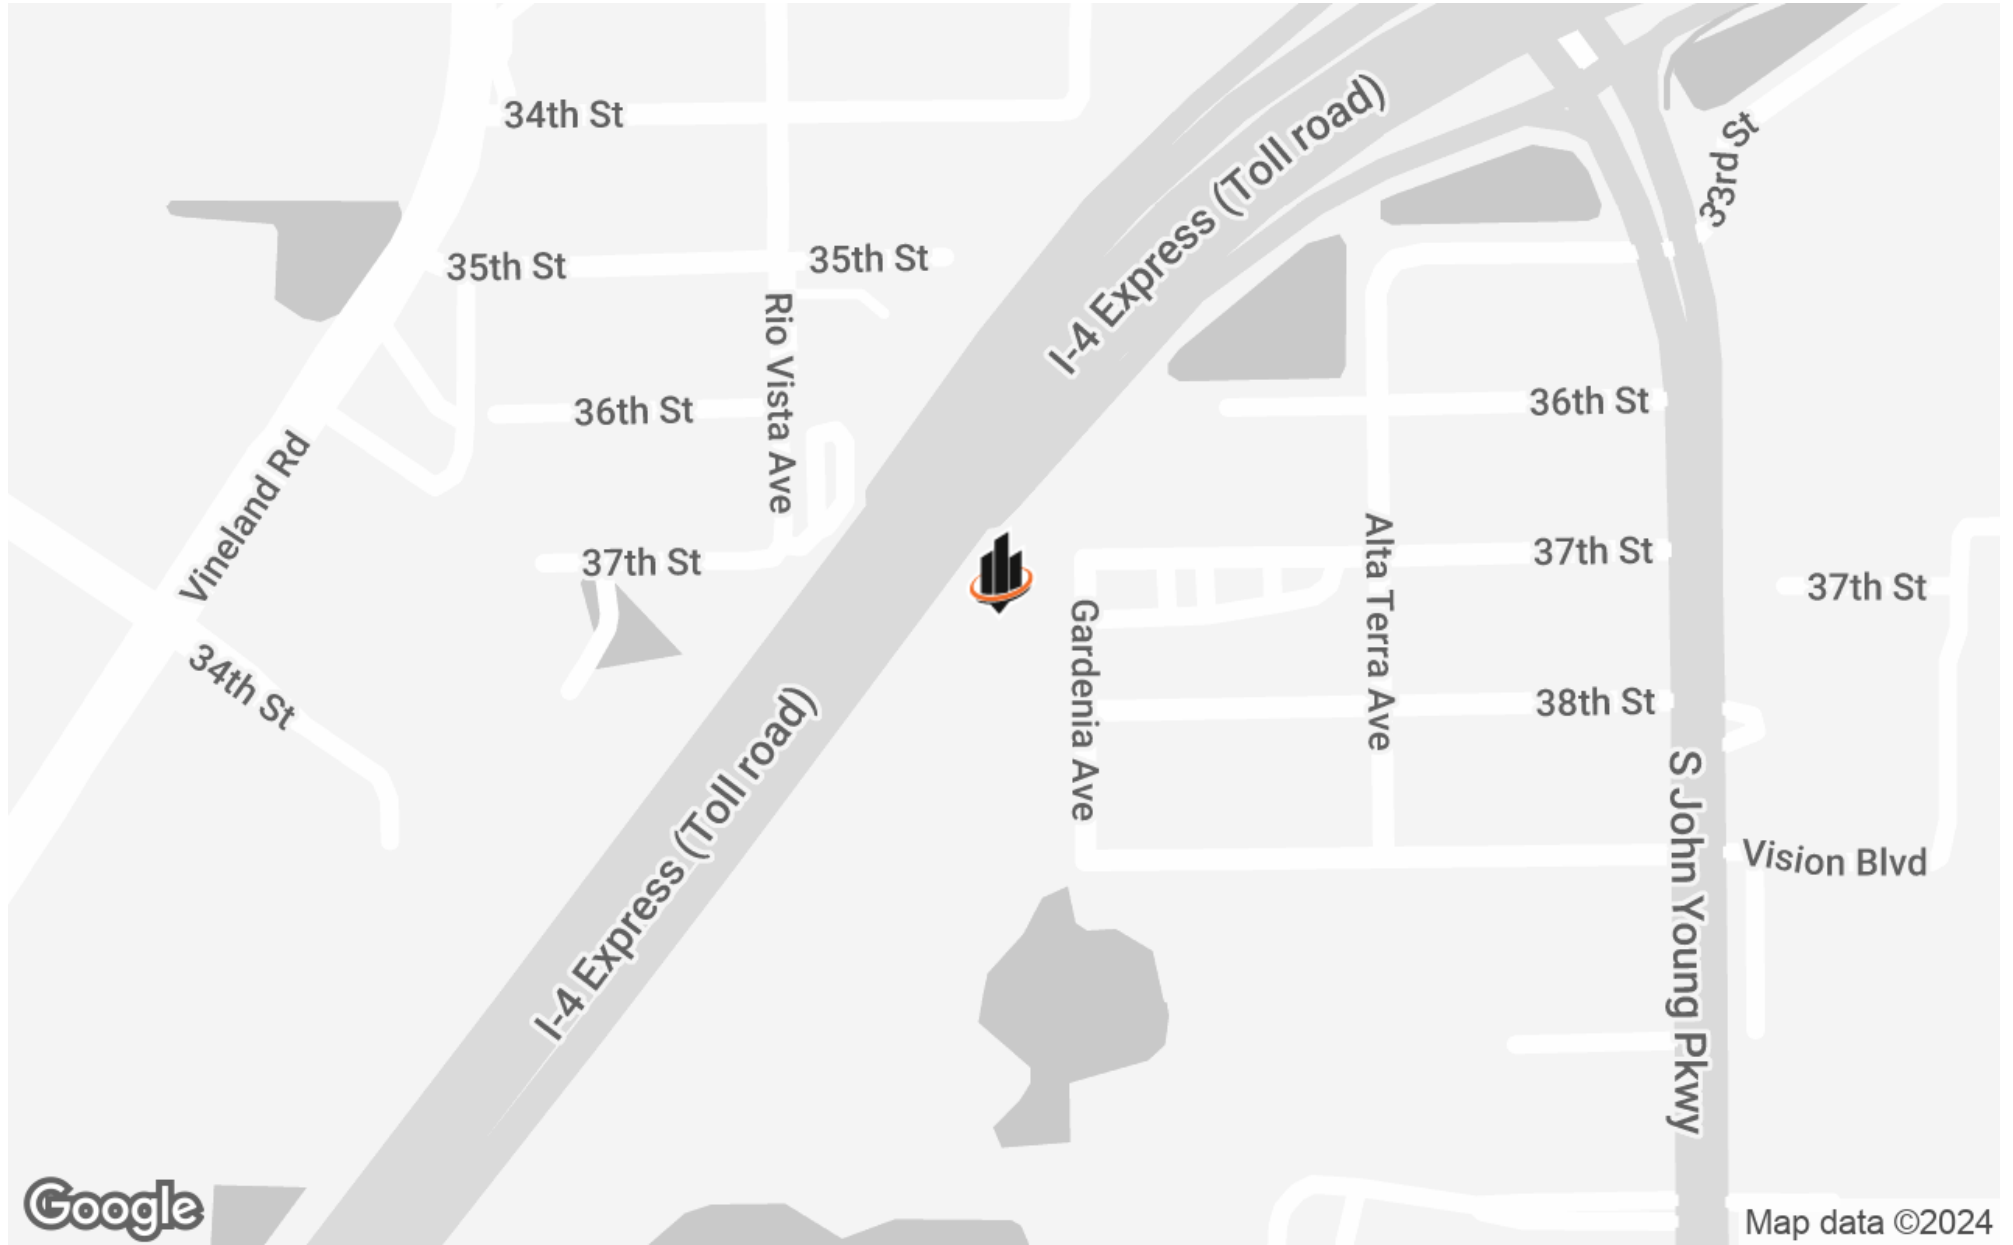 34th St
I-4 Express (Toll road)
33rd St
35th St
35th St
Rio Vista Ave
36th St
36th St
Vineland Rd
37th St
37th St
37th St
Alta Terra Ave
Gardenia Ave
34th St
38th St
I-4 Express (Toll road)
S John Young Pkwy
Vision Blvd
Google
Map data ©2024